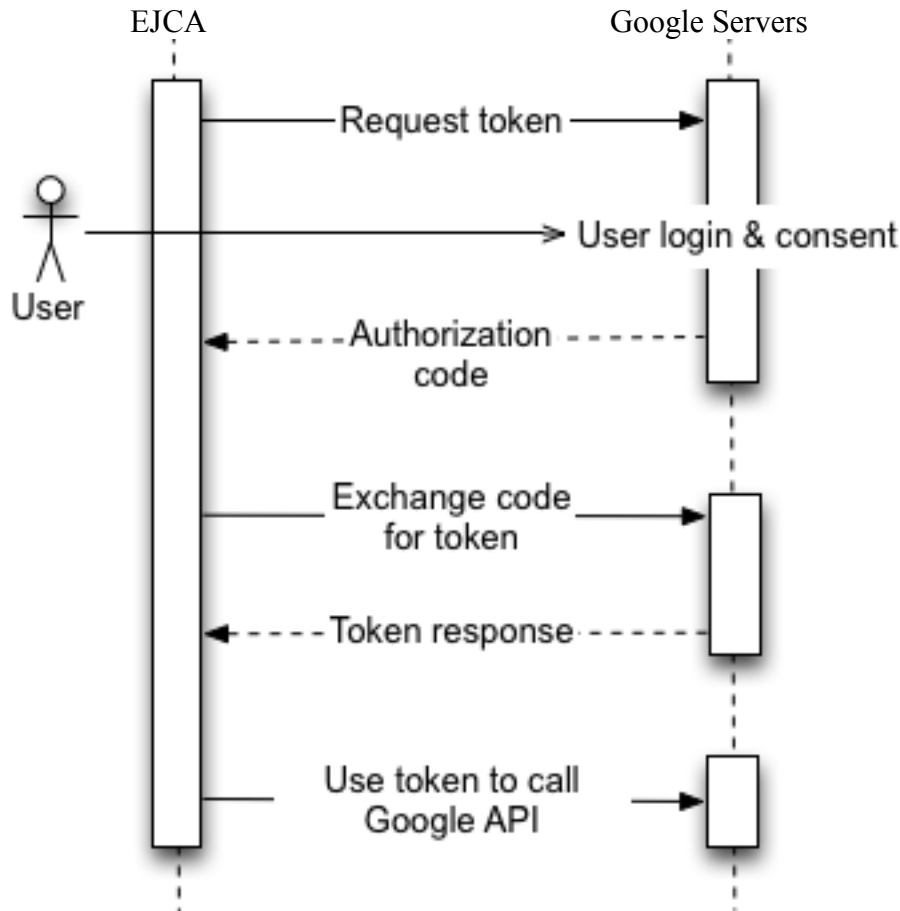 EJCA
Google Servers
Request token
User login & consent
User
Authorization
code
Exchange code
for token
Token response
Use token to call
Google API